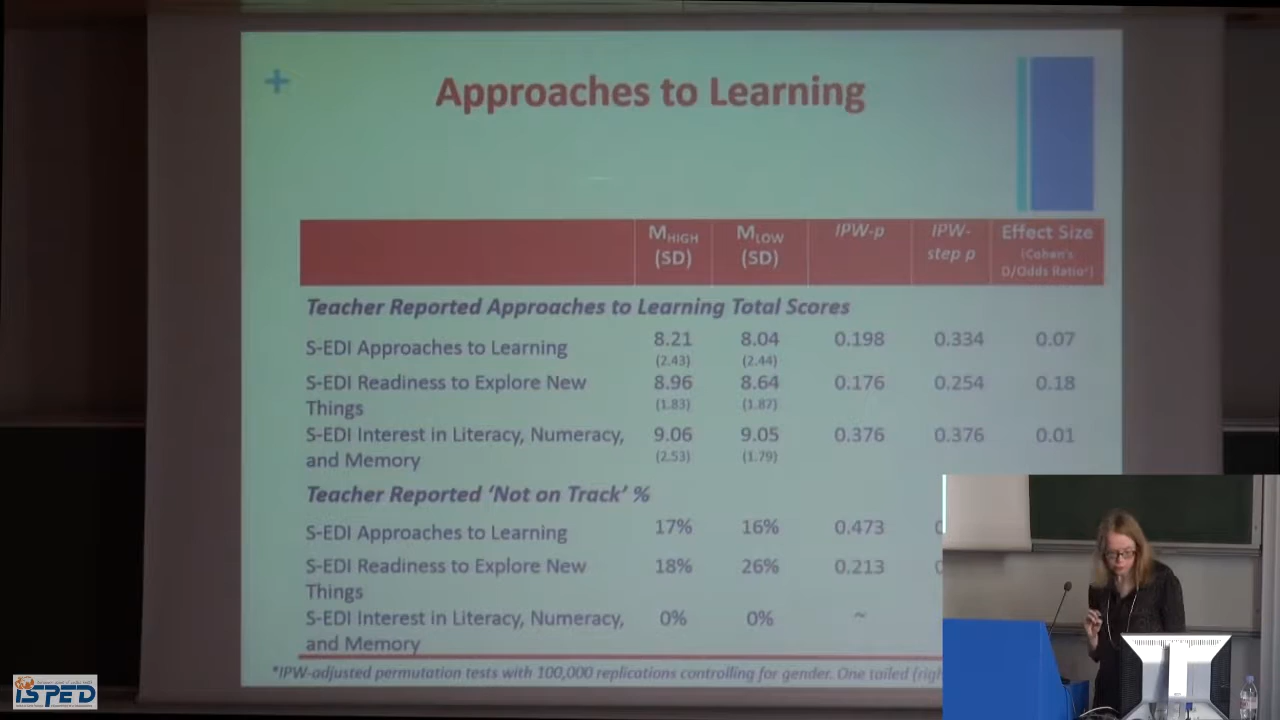 +
Approaches to Learning
MHIGH (SD) MLOW (SD) IPW-p IPW-step p Effect Size (Cohen's D/Odds Ratio
Teacher Reported Approaches to Learning Total Scores
S-EDI Approaches to Learning 8.21 (2.43) 8.04 (2.44) 0.198 0.334 0.07
S-EDI Readiness to Explore New Things 8.96 (1.83) 8.64 (1.87) 0.176 0.254 0.18
S-EDI Interest in Literacy, Numeracy, and Memory 9.06 (2.53) 9.05 (1.79) 0.376 0.376 0.01
Teacher Reported 'Not on Track' %
S-EDI Approaches to Learning 17% 16% 0.473
S-EDI Readiness to Explore New Things 18% 26% 0.213
S-EDI Interest in Literacy, Numeracy, and Memory 0% 0% ~
*IPW-adjusted permutation tests with 100,000 replications controlling for gender. One tailed
ISPED